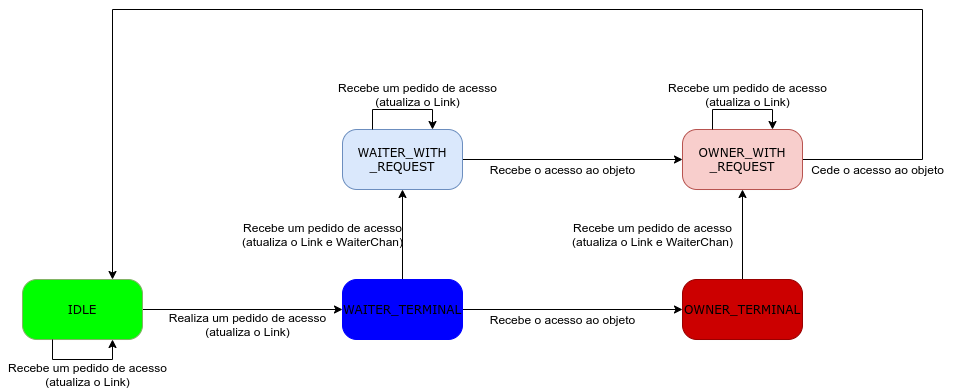 Recebe um pedido de acesso
(atualiza o Link)
Recebe um pedido de acesso
(atualiza o Link)
WAITER_WITH
_REQUEST
OWNER_WITH
_REQUEST
Recebe o acesso ao objeto
Cede o acesso ao objeto
Recebe um pedido de acesso
(atualiza o Link e WaiterChan)
Recebe um pedido de acesso
(atualiza o Link e WaiterChan)
IDLE
WAITER_TERMINAL
OWNER_TERMINAL
Realiza um pedido de acesso
(atualiza o Link)
Recebe o acesso ao objeto
Recebe um pedido de acesso
(atualiza o Link)